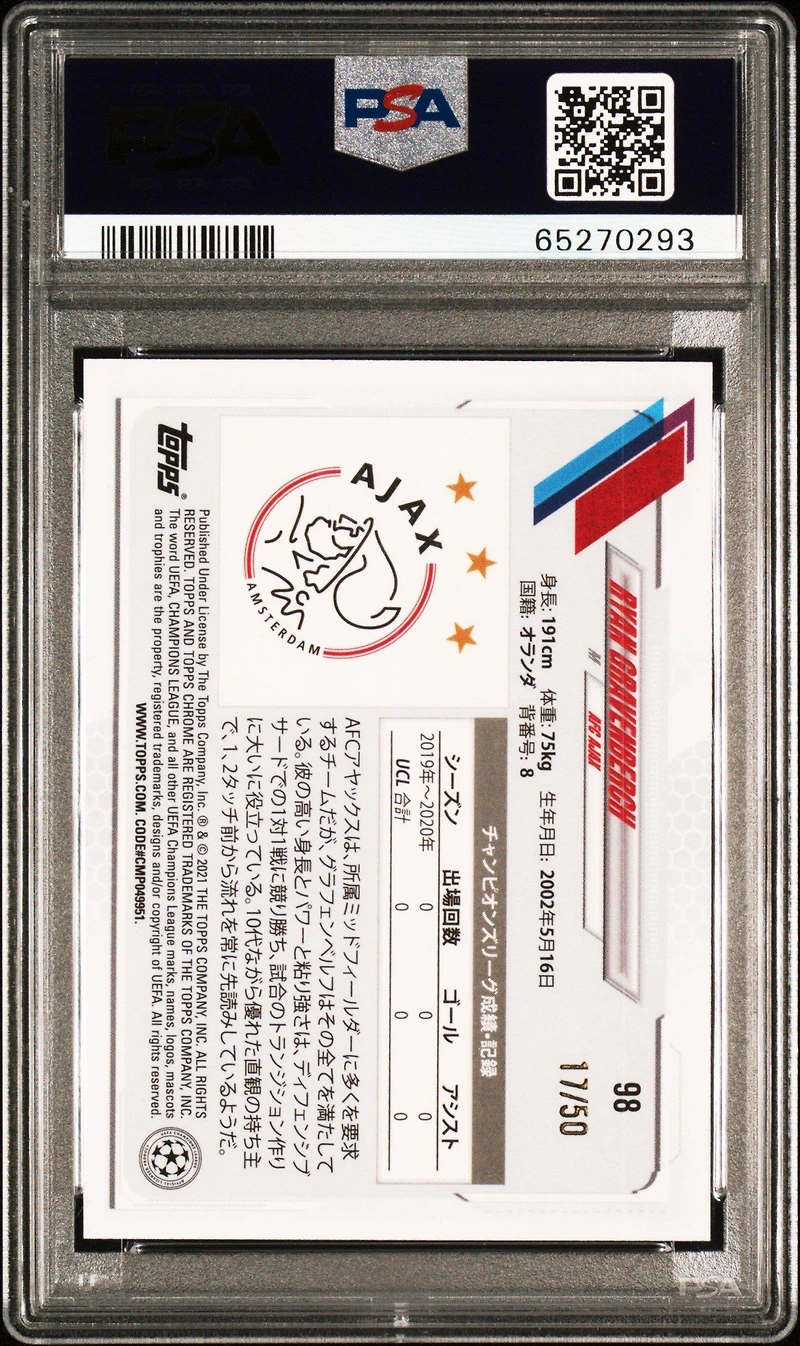 PSA
65270293
98
17/50
RYAN GRAVENBERCH
M
AFC AJAX
身長: 191cm 体重: 75kg 生年月日: 2002年5月16日
国籍: オランダ 背番号: 8
AJAX
AMSTERDAM
チャンピオンズリーグ成績・記録
シーズン 出場回数 ゴール アシスト
2019年〜2020年 0 0 0
UCL 合計 0 0 0
AFCアヤックスは、所属ミッドフィールダーに多くを要求
するチームだが、グラフェンベルフはその全てを満たして
いる。彼の高い身長とパワーと粘り強さは、ディフェンシブ
サードでの1対1戦に競り勝ち、試合のトランジション作り
に大いに役立っている。10代ながら優れた直観の持ち主
で、1、2タッチ前から流れを常に先読みしているようだ。
topps®
Published Under License by The Topps Company, Inc. ® & © 2021 THE TOPPS COMPANY, INC. ALL RIGHTS
RESERVED. TOPPS AND TOPPS CHROME ARE REGISTERED TRADEMARKS OF THE TOPPS COMPANY, INC.
The word UEFA, CHAMPIONS LEAGUE, and all other UEFA Champions League marks, names, logos, mascots
and trophies are the property, registered trademarks, designs and/or copyright of UEFA. All rights reserved.
WWW.TOPPS.COM. CODE#CMP049951.
PSA